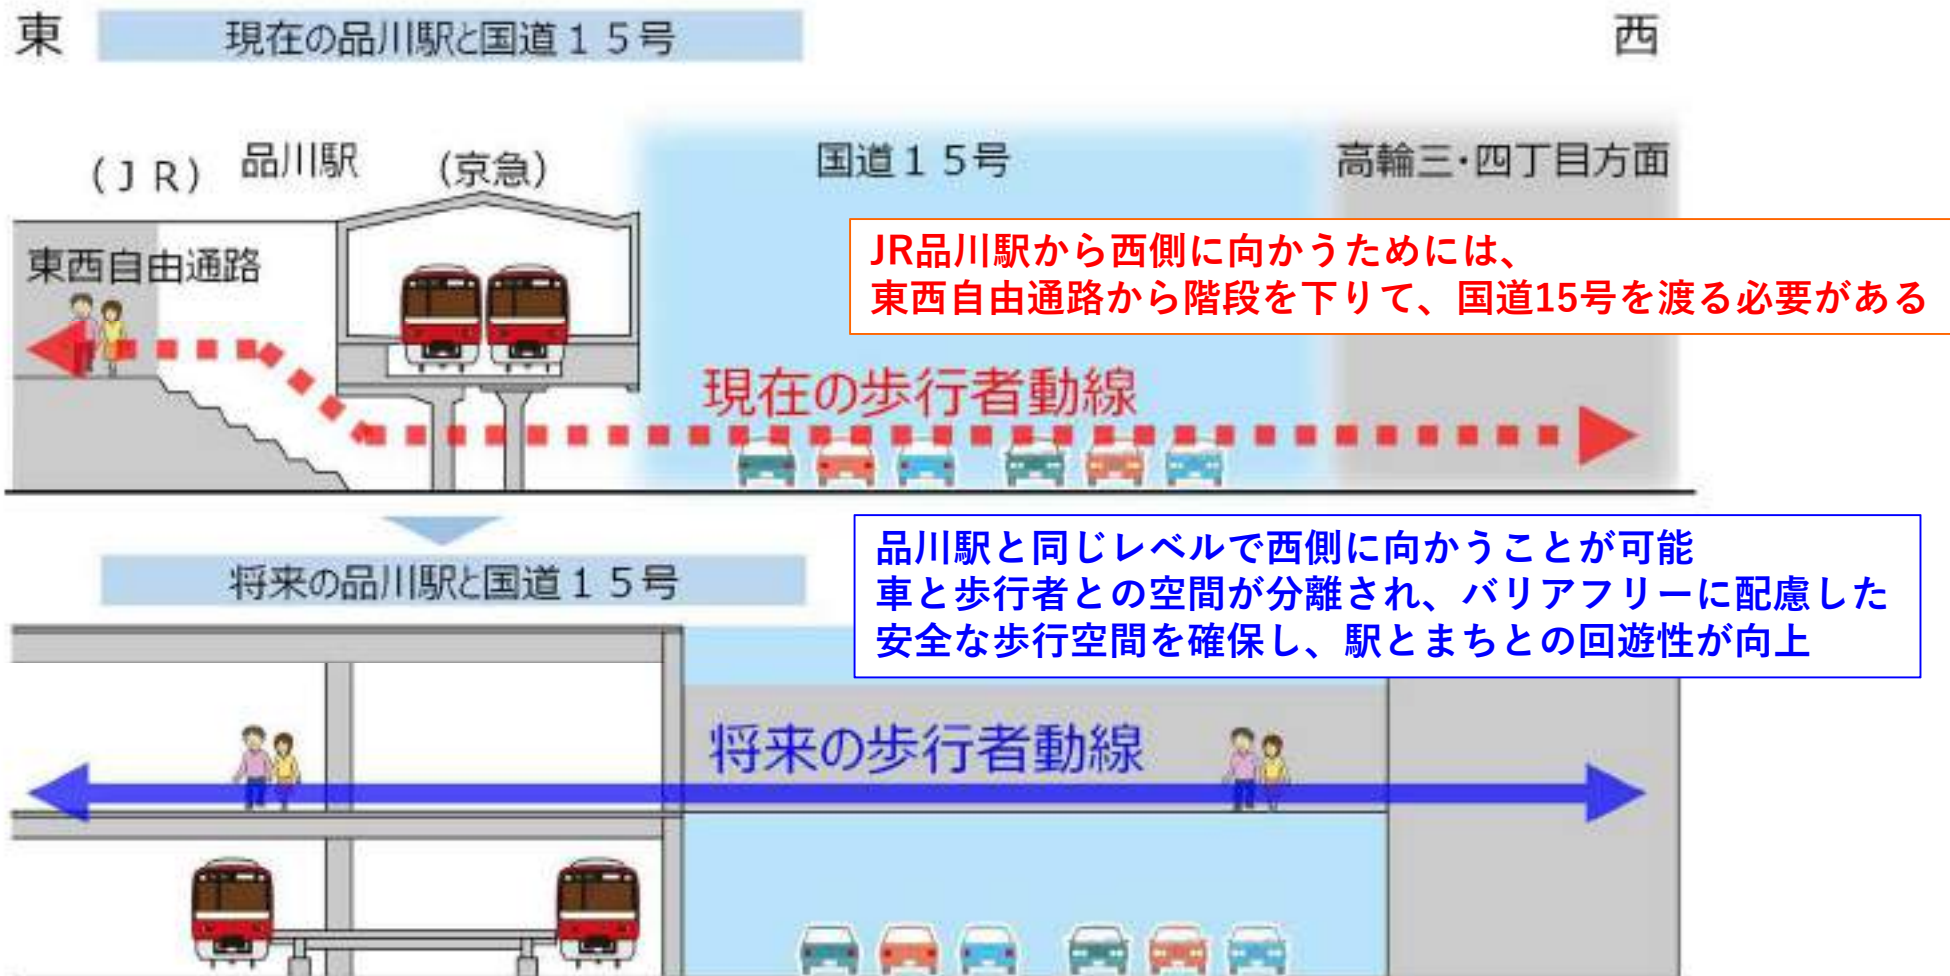 東
現在の品川駅と国道１５号
西
(ＪＲ)
品川駅
(京急)
国道１５号
高輪三･四丁目方面
東西自由通路
JR品川駅から西側に向かうためには、
東西自由通路から階段を下りて、国道15号を渡る必要がある
現在の歩行者動線
将来の品川駅と国道１５号
品川駅と同じレベルで西側に向かうことが可能
車と歩行者との空間が分離され、バリアフリーに配慮した
安全な歩行空間を確保し、駅とまちとの回遊性が向上
将来の歩行者動線